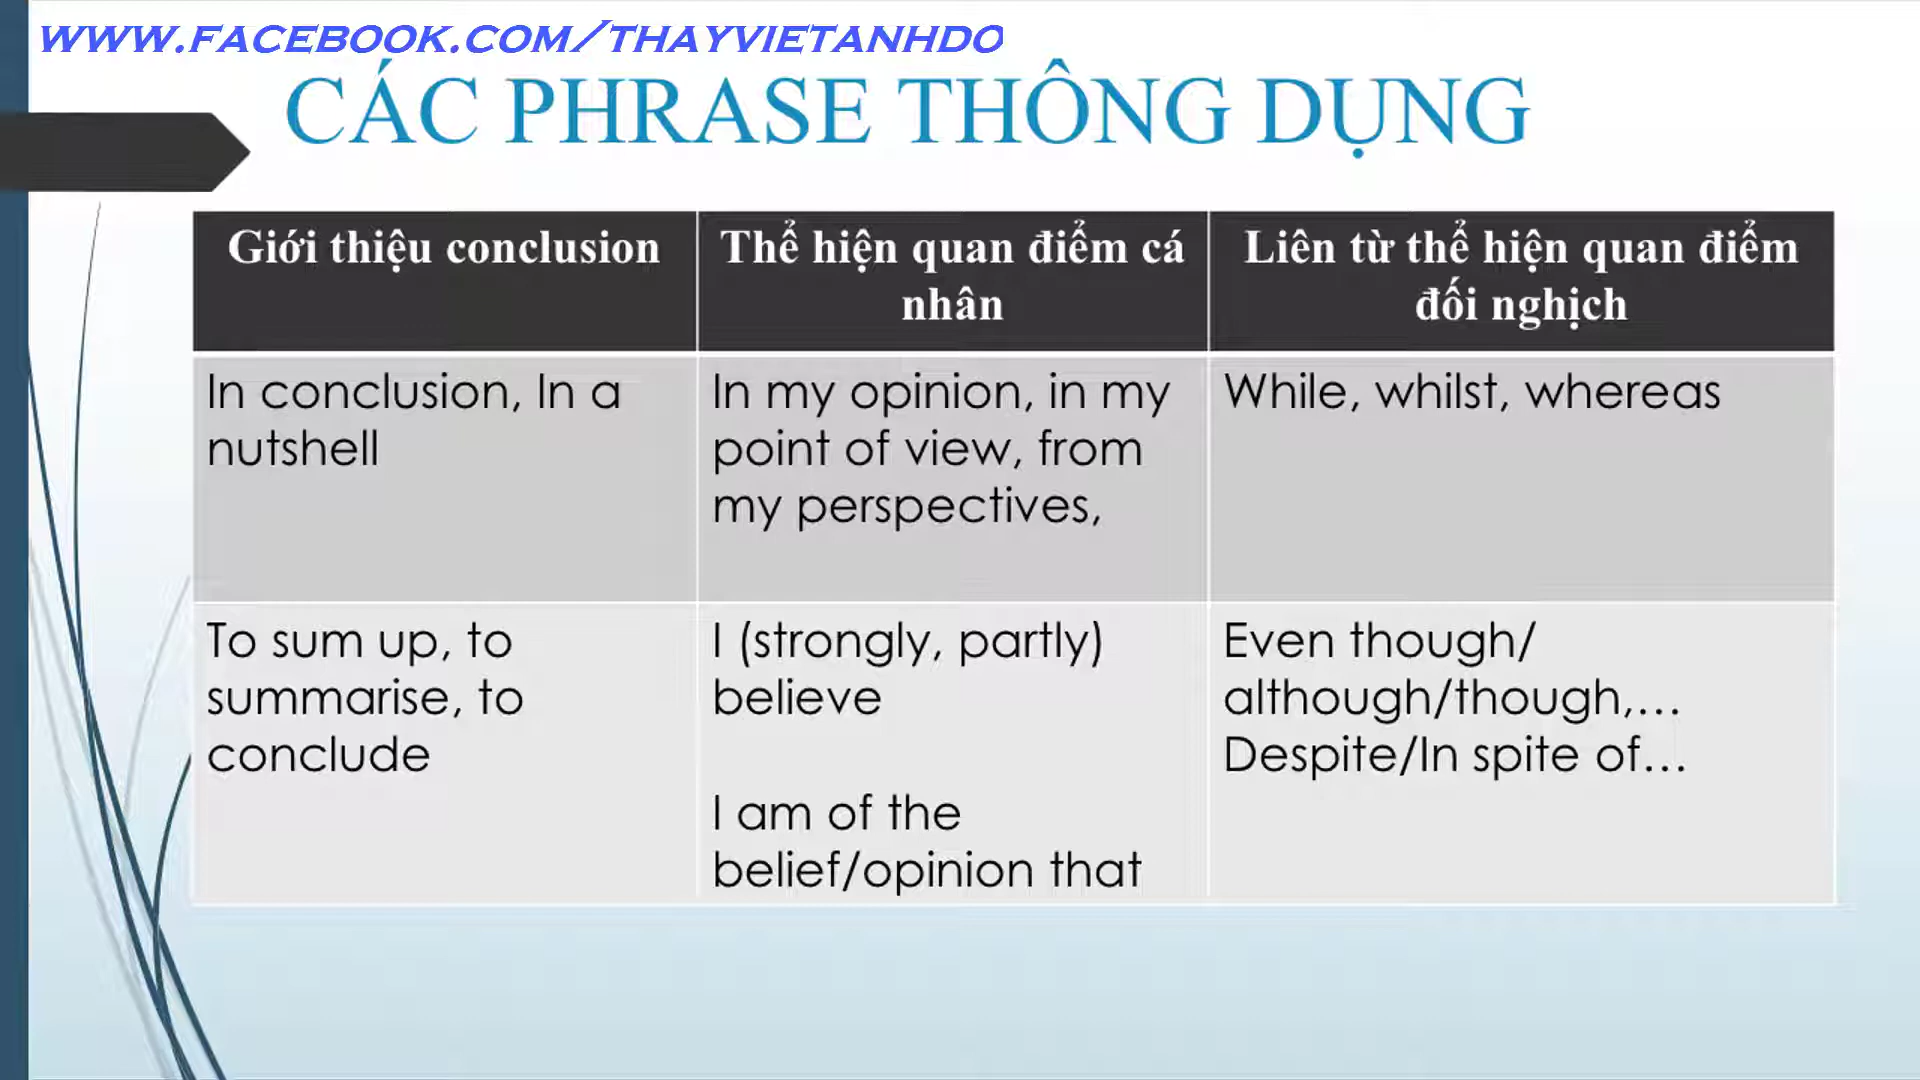 WWW.FACEBOOK.COM/THAYVIETANHDO
CÁC PHRASE THÔNG DỤNG
Giới thiệu conclusion
Thể hiện quan điểm cá
nhân
Liên từ thể hiện quan điểm
đối nghịch
In conclusion, In a
nutshell
In my opinion, in my
point of view, from
my perspectives,
While, whilst, whereas
To sum up, to
summarise, to
conclude
I (strongly, partly)
believe
I am of the
belief/opinion that
Even though/
although/though,…
Despite/In spite of…